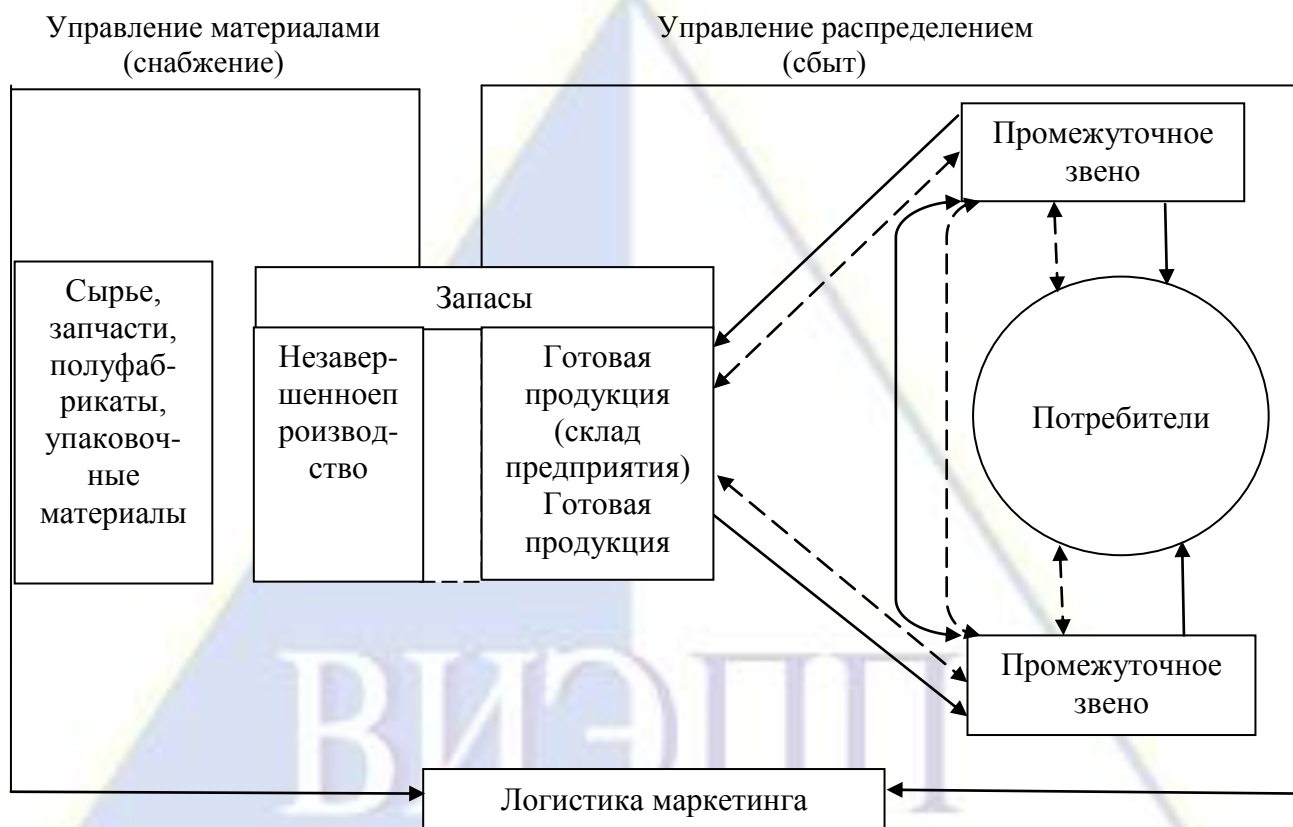 Управление материалами
(снабжение)
Управление распределением
(сбыт)
Промежуточное
звено
Сырье,
запчасти,
полуфаб-
рикаты,
упаковоч-
ные
материалы
Запасы
Незавер-
шенноеп
роизвод-
ство
Готовая
продукция
(склад
предприятия)
Готовая
продукция
Потребители
Промежуточное
звено
ВИЭПП
Логистика маркетинга